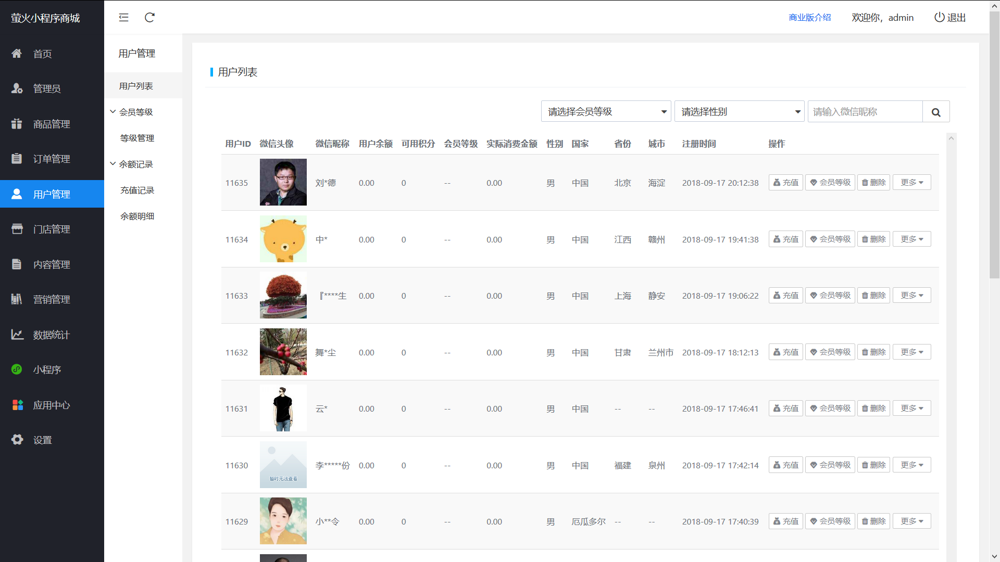 萤火小程序商城
商业版介绍 欢迎你，admin 退出
首页
管理员
商品管理
订单管理
用户管理
门店管理
内容管理
营销管理
数据统计
小程序
应用中心
设置
用户管理
用户列表
会员等级
等级管理
余额记录
充值记录
余额明细
用户列表
请选择会员等级 请选择性别 请输入微信昵称
用户ID 微信头像 微信昵称 用户余额 可用积分 会员等级 实际消费金额 性别 国家 省份 城市 注册时间 操作
11635 刘*德 0.00 0 -- 0.00 男 中国 北京 海淀 2018-09-17 20:12:38 充值 会员等级 删除 更多
11634 中* 0.00 0 -- 0.00 男 中国 江西 赣州 2018-09-17 19:41:38 充值 会员等级 删除 更多
11633 『****生 0.00 0 -- 0.00 男 中国 上海 静安 2018-09-17 19:06:22 充值 会员等级 删除 更多
11632 舞*尘 0.00 0 -- 0.00 男 中国 甘肃 兰州市 2018-09-17 18:12:13 充值 会员等级 删除 更多
11631 云* 0.00 0 -- 0.00 男 中国 -- -- 2018-09-17 17:46:41 充值 会员等级 删除 更多
11630 暂时无法查看 李*****份 0.00 0 -- 0.00 男 中国 福建 泉州 2018-09-17 17:42:14 充值 会员等级 删除 更多
11629 小**令 0.00 0 -- 0.00 男 厄瓜多尔 -- -- 2018-09-17 17:40:39 充值 会员等级 删除 更多